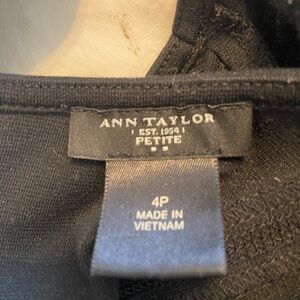 ANN TAYLOR
EST. 1954
PETITE
4P
MADE IN
VIETNAM